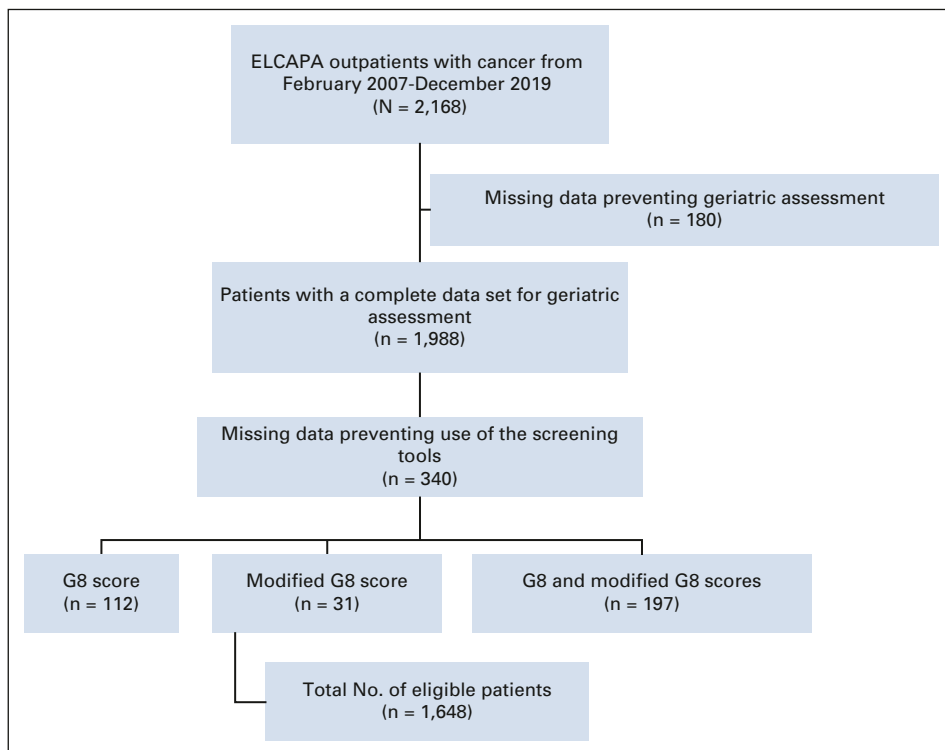 ELCAPA outpatients with cancer from
February 2007-December 2019
(N = 2,168)
Missing data preventing geriatric assessment
(n = 180)
Patients with a complete data set for geriatric
assessment
(n = 1,988)
Missing data preventing use of the screening
tools
(n = 340)
G8 score
(n = 112)
Modified G8 score
(n = 31)
G8 and modified G8 scores
(n = 197)
Total No. of eligible patients
(n = 1,648)